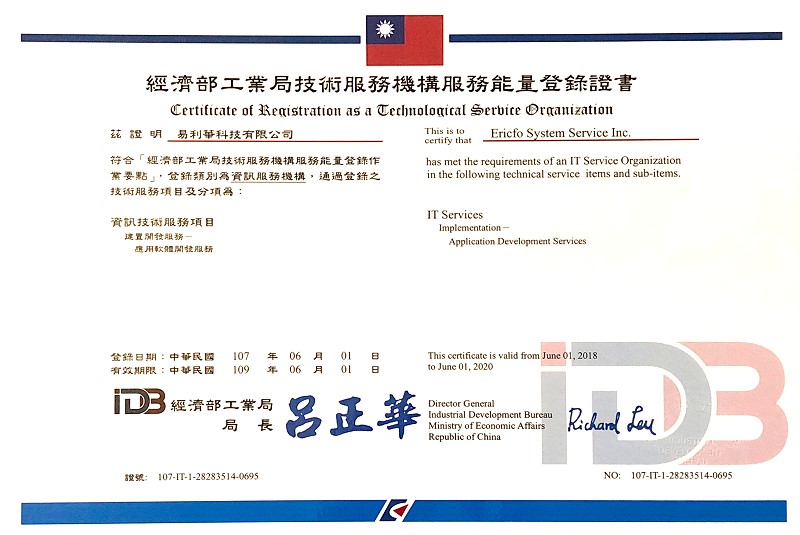 經濟部工業局技術服務機構服務能量登錄證書
Certificate of Registration as a Technological Service Organization
茲證明 易利華科技有限公司
符合「經濟部工業局技術服務機構服務能量登錄作
業要點」，登錄類別為資訊服務機構，通過登錄之
技術服務項目及分項為：
資訊技術服務項目
建置開發服務－
應用軟體開發服務
This is to
certify that Ericfo System Service Inc.
has met the requirements of an IT Service Organization
in the following technical service items and sub-items.
IT Services
Implementation－
Application Development Services
登錄日期：中華民國 107 年 06 月 01 日
有效期限：中華民國 109 年 06 月 01 日
IDB 經濟部工業局
局長 呂正華
This certificate is valid from June 01, 2018
to June 01, 2020
Director General
Industrial Development Bureau
Ministry of Economic Affairs
Republic of China
Richard Leu
IDB
證號: 107-IT-1-28283514-0695
NO: 107-IT-1-28283514-0695